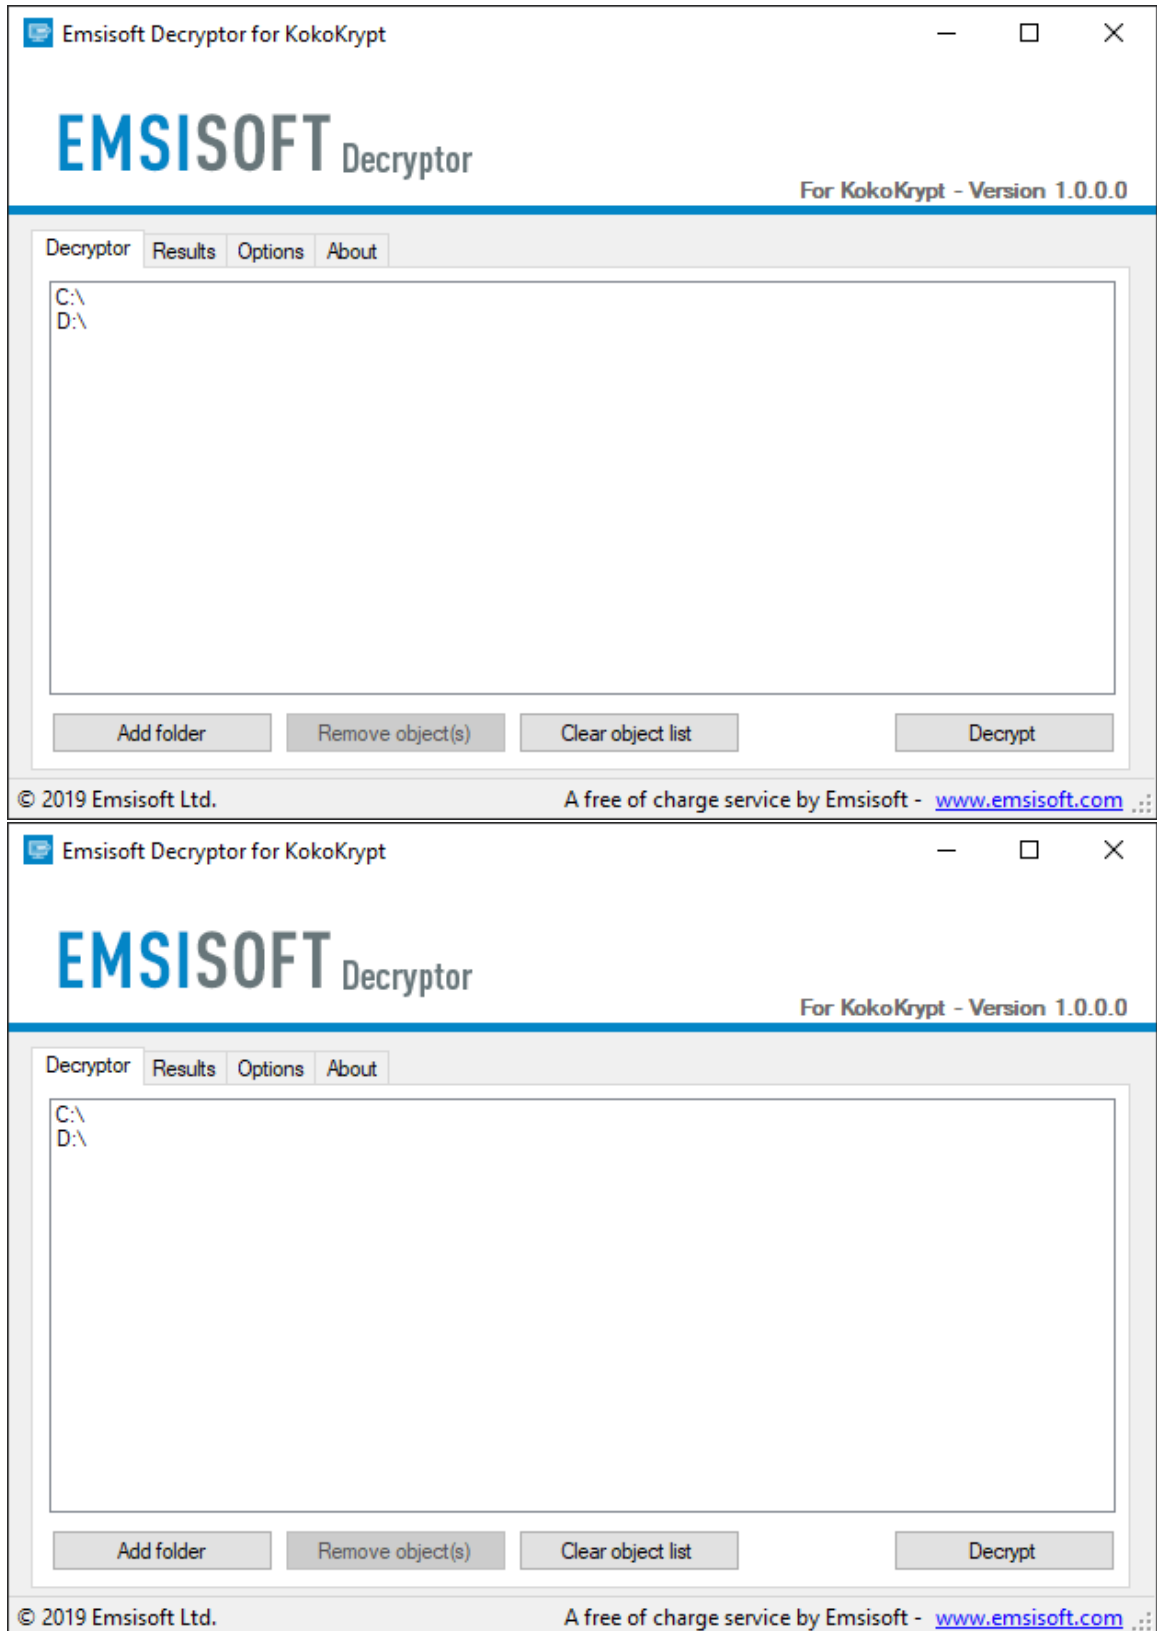 Emsisoft Decryptor for KokoKrypt
EMSISOFT Decryptor
For KokoKrypt - Version 1.0.0.0
Decryptor Results Options About
C:\
D:\
Add folder Remove object(s) Clear object list Decrypt
© 2019 Emsisoft Ltd. A free of charge service by Emsisoft - www.emsisoft.com
Emsisoft Decryptor for KokoKrypt
EMSISOFT Decryptor
For KokoKrypt - Version 1.0.0.0
Decryptor Results Options About
C:\
D:\
Add folder Remove object(s) Clear object list Decrypt
© 2019 Emsisoft Ltd. A free of charge service by Emsisoft - www.emsisoft.com